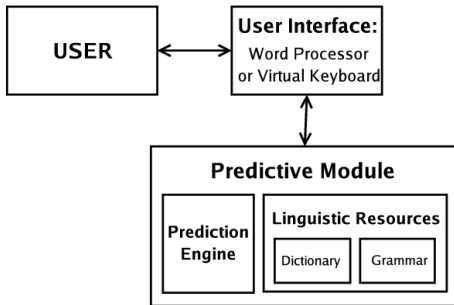 USER
User Interface:
Word Processor
or Virtual Keyboard
Predictive Module
Prediction
Engine
Linguistic Resources
Dictionary
Grammar